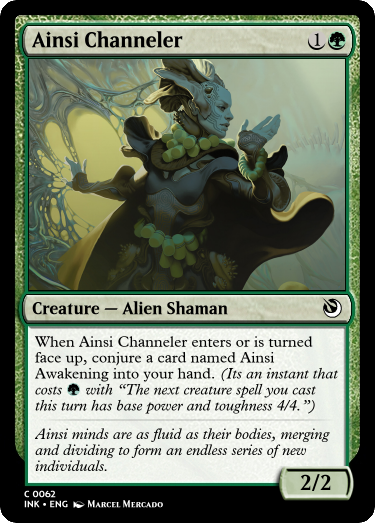 Ainsi Channeler 1
Creature — Alien Shaman
When Ainsi Channeler enters or is turned
face up, conjure a card named Ainsi
Awakening into your hand. (Its an instant that
costs with “The next creature spell you cast
this turn has base power and toughness 4/4.”)
Ainsi minds are as fluid as their bodies, merging
and dividing to form an endless series of new
individuals.
2/2
C 0062
INK • ENG Marcel Mercado